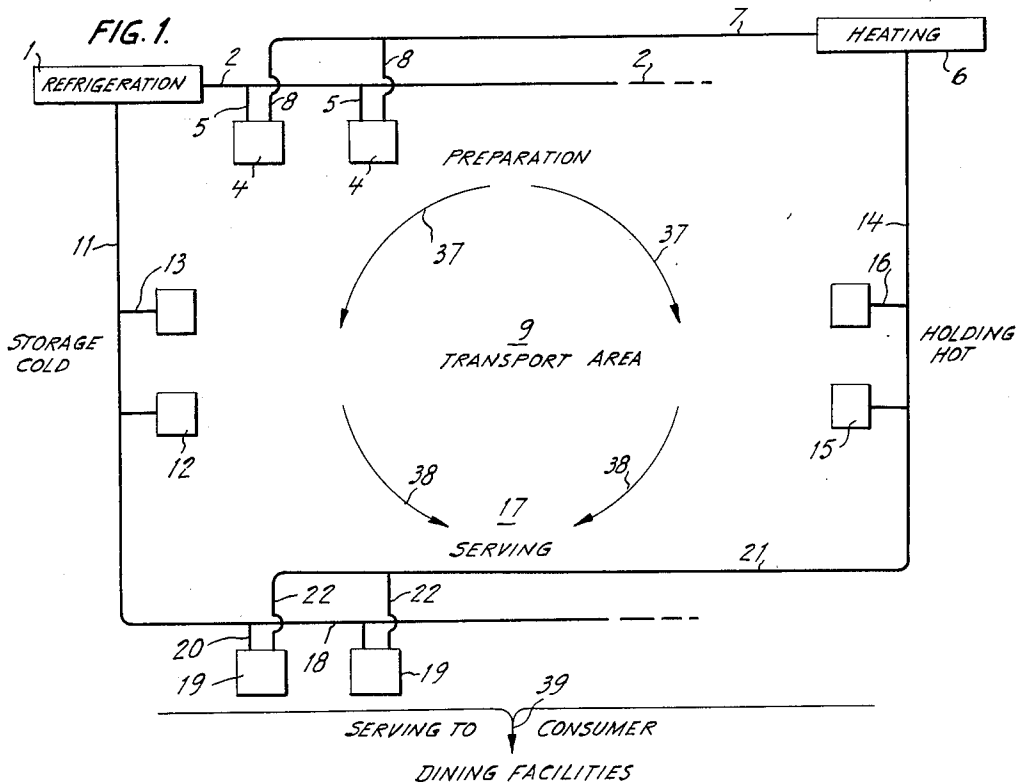 FIG. 1.
7
HEATING
6
1
REFRIGERATION
2
8
2
5
8
5
4
4
PREPARATION
11
37
37
14
13
16
STORAGE
COLD
9
TRANSPORT AREA
HOLDING
HOT
12
15
38
38
17
SERVING
21
22
22
20
18
19
19
39
SERVING TO CONSUMER
DINING FACILITIES